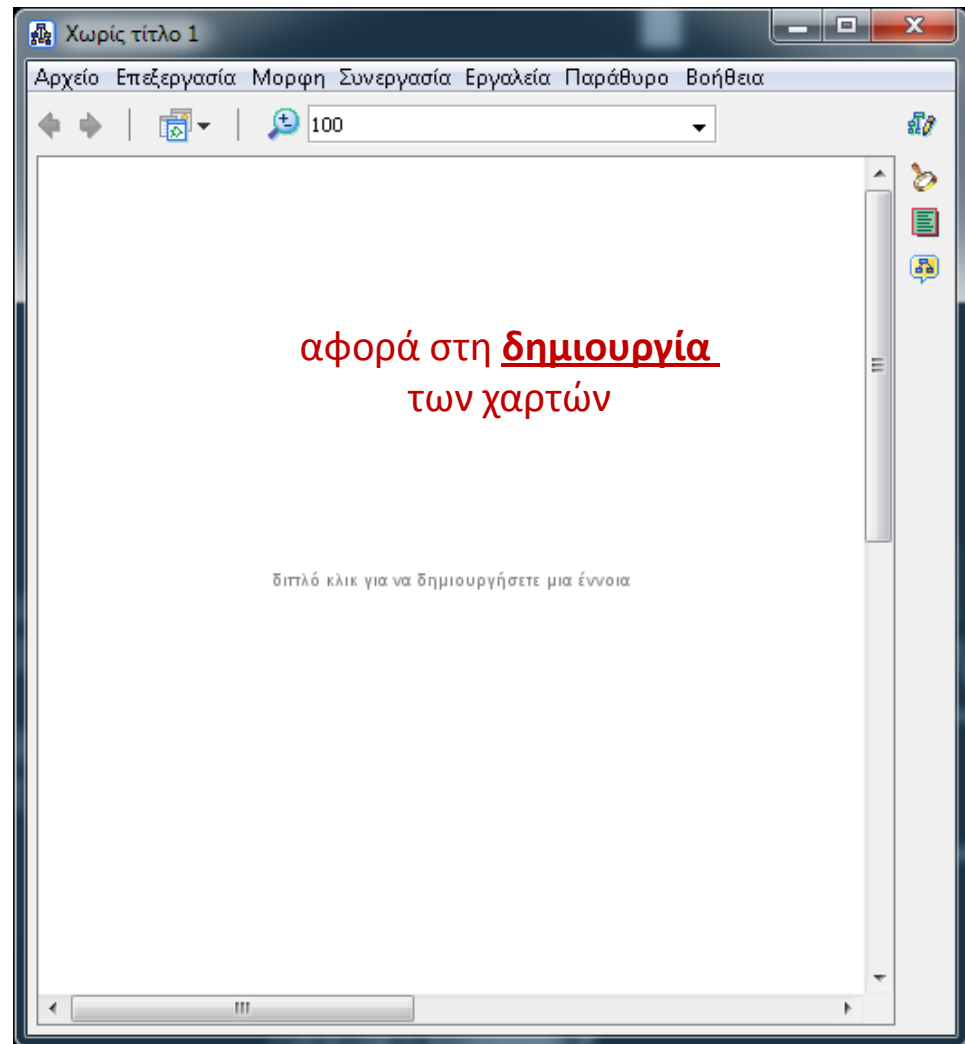 Χωρίς τίτλο 1
Αρχείο Επεξεργασία Μορφη Συνεργασία Εργαλεία Παράθυρο Βοήθεια
100
αφορά στη δημιουργία
των χαρτών
διπλό κλικ για να δημιουργήσετε μια έννοια